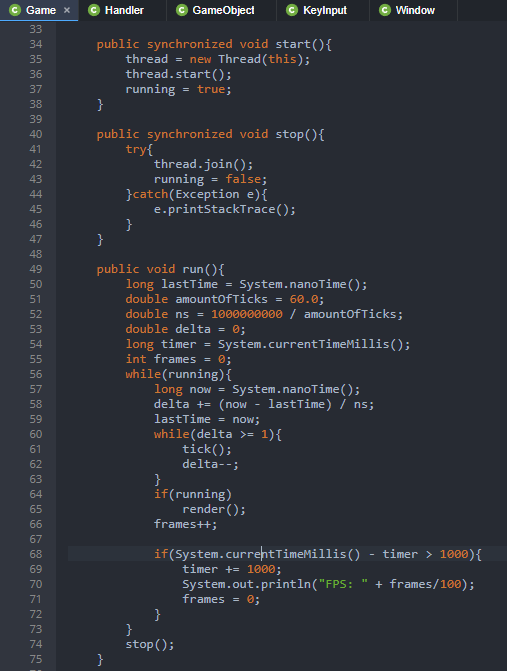 C Game × C Handler C GameObject C KeyInput C Window
33
34 public synchronized void start(){
35 thread = new Thread(this);
36 thread.start();
37 running = true;
38 }
39
40 public synchronized void stop(){
41 try{
42 thread.join();
43 running = false;
44 }catch(Exception e){
45 e.printStackTrace();
46 }
47 }
48
49 public void run(){
50 long lastTime = System.nanoTime();
51 double amountOfTicks = 60.0;
52 double ns = 1000000000 / amountOfTicks;
53 double delta = 0;
54 long timer = System.currentTimeMillis();
55 int frames = 0;
56 while(running){
57 long now = System.nanoTime();
58 delta += (now - lastTime) / ns;
59 lastTime = now;
60 while(delta >= 1){
61 tick();
62 delta--;
63 }
64 if(running)
65 render();
66 frames++;
67
68 if(System.currentTimeMillis() - timer > 1000){
69 timer += 1000;
70 System.out.println("FPS: " + frames/100);
71 frames = 0;
72 }
73 }
74 stop();
75 }